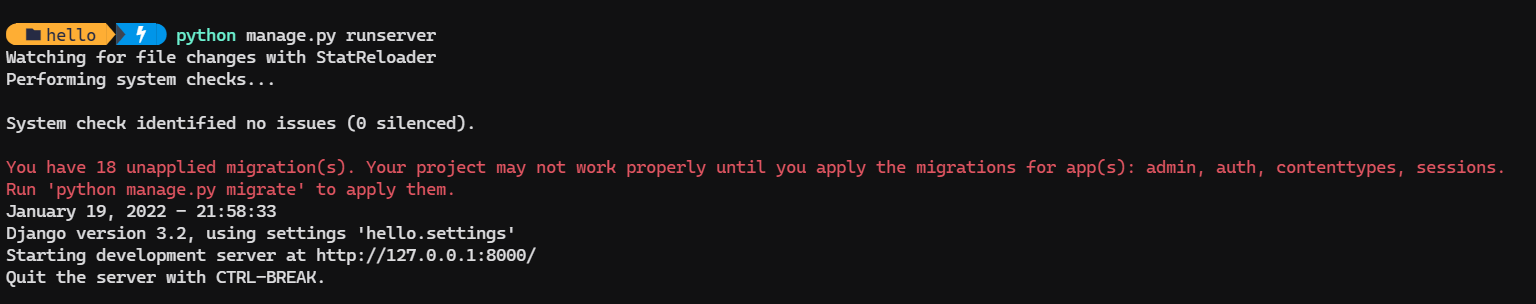 hello python manage.py runserver
Watching for file changes with StatReloader
Performing system checks...
System check identified no issues (0 silenced).
You have 18 unapplied migration(s). Your project may not work properly until you apply the migrations for app(s): admin, auth, contenttypes, sessions.
Run 'python manage.py migrate' to apply them.
January 19, 2022 - 21:58:33
Django version 3.2, using settings 'hello.settings'
Starting development server at http://127.0.0.1:8000/
Quit the server with CTRL-BREAK.